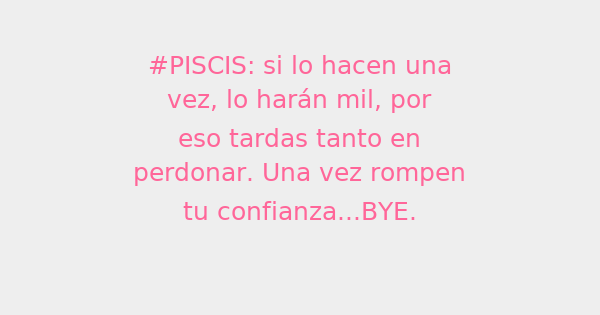 #PISCIS: si lo hacen una
vez, lo harán mil, por
eso tardas tanto en
perdonar. Una vez rompen
tu confianza...BYE.